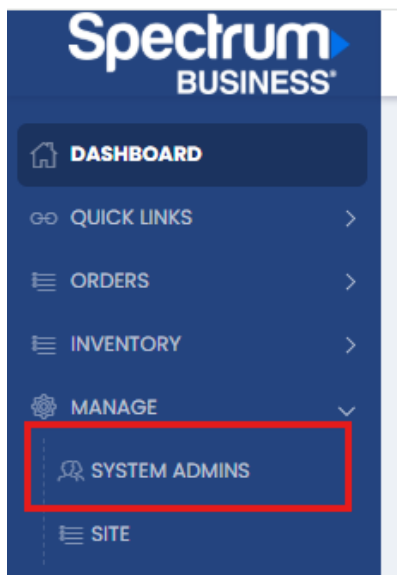 Spectrum
BUSINESS®
DASHBOARD
QUICK LINKS
ORDERS
INVENTORY
MANAGE
SYSTEM ADMINS
SITE